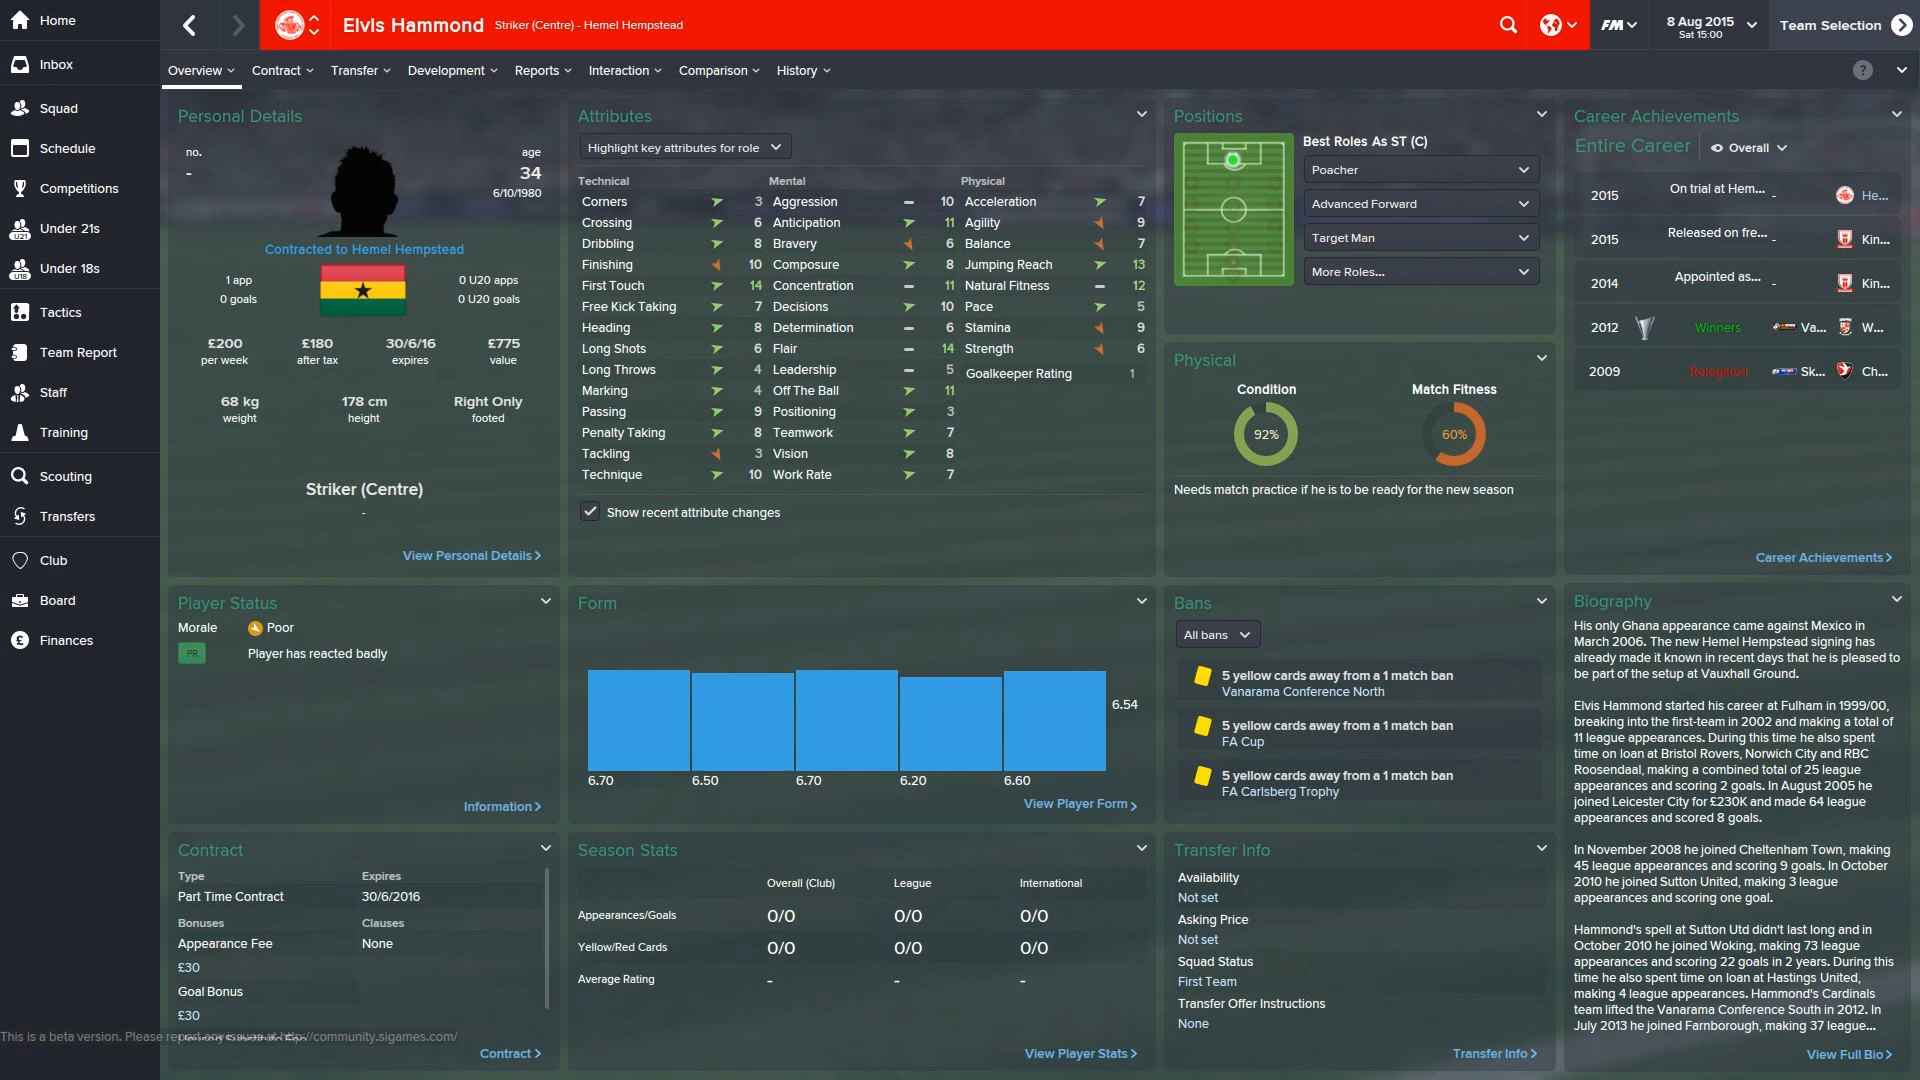 Home
Inbox
Squad
Schedule
Competitions
U21 Under 21s
U18 Under 18s
Tactics
Team Report
Staff
Training
Scouting
Transfers
Club
Board
Finances
Elvis Hammond Striker (Centre) - Hemel Hempstead
FM
8 Aug 2015
Sat 15:00
Team Selection
Overview Contract Transfer Development Reports Interaction Comparison History
?
Personal Details
no.
-
age
34
6/10/1980
Contracted to Hemel Hempstead
1 app 0 U20 apps
0 goals 0 U20 goals
£200 £180 30/6/16 £775
per week after tax expires value
68 kg 178 cm Right Only
weight height footed
Striker (Centre)
-
View Personal Details
Attributes
Highlight key attributes for role
Technical Mental Physical
Corners 3 Aggression 10 Acceleration 7
Crossing 6 Anticipation 11 Agility 9
Dribbling 8 Bravery 6 Balance 7
Finishing 10 Composure 8 Jumping Reach 13
First Touch 14 Concentration 11 Natural Fitness 12
Free Kick Taking 7 Decisions 10 Pace 5
Heading 8 Determination 6 Stamina 9
Long Shots 6 Flair 14 Strength 6
Long Throws 4 Leadership 5 Goalkeeper Rating 1
Marking 4 Off The Ball 11
Passing 9 Positioning 3
Penalty Taking 8 Teamwork 7
Tackling 3 Vision 8
Technique 10 Work Rate 7
Show recent attribute changes
Positions
Best Roles As ST (C)
Poacher
Advanced Forward
Target Man
More Roles...
Physical
Condition Match Fitness
92% 60%
Needs match practice if he is to be ready for the new season
Career Achievements
Entire Career Overall
2015 On trial at Hem... - He...
2015 Released on fre... - Kin...
2014 Appointed as... - Kin...
2012 Winners Va... W...
2009 Relegated Sk... Ch...
Career Achievements
Player Status
Morale Poor
PR Player has reacted badly
Information
Form
6.54
6.70 6.50 6.70 6.20 6.60
View Player Form
Bans
All bans
5 yellow cards away from a 1 match ban
Vanarama Conference North
5 yellow cards away from a 1 match ban
FA Cup
5 yellow cards away from a 1 match ban
FA Carlsberg Trophy
Biography
His only Ghana appearance came against Mexico in
March 2006. The new Hemel Hempstead signing has
already made it known in recent days that he is pleased to
be part of the setup at Vauxhall Ground.
Elvis Hammond started his career at Fulham in 1999/00,
breaking into the first-team in 2002 and making a total of
11 league appearances. During this time he also spent
time on loan at Bristol Rovers, Norwich City and RBC
Roosendaal, making a combined total of 25 league
appearances and scoring 2 goals. In August 2005 he
joined Leicester City for £230K and made 64 league
appearances and scored 8 goals.
In November 2008 he joined Cheltenham Town, making
45 league appearances and scoring 9 goals. In October
2010 he joined Sutton United, making 3 league
appearances and scoring one goal.
Hammond's spell at Sutton Utd didn't last long and in
October 2010 he joined Woking, making 73 league
appearances and scoring 22 goals in 2 years. During this
time he also spent time on loan at Hastings United,
making 4 league appearances. Hammond's Cardinals
team lifted the Vanarama Conference South in 2012. In
July 2013 he joined Farnborough, making 37 league...
View Full Bio
Contract
Type Expires
Part Time Contract 30/6/2016
Bonuses Clauses
Appearance Fee None
£30
Goal Bonus
£30
This is a beta version. Please report any issues at http://community.sigames.com/
Contract
Season Stats
Overall (Club) League International
Appearances/Goals 0/0 0/0 0/0
Yellow/Red Cards 0/0 0/0 0/0
Average Rating - - -
View Player Stats
Transfer Info
Availability
Not set
Asking Price
Not set
Squad Status
First Team
Transfer Offer Instructions
None
Transfer Info